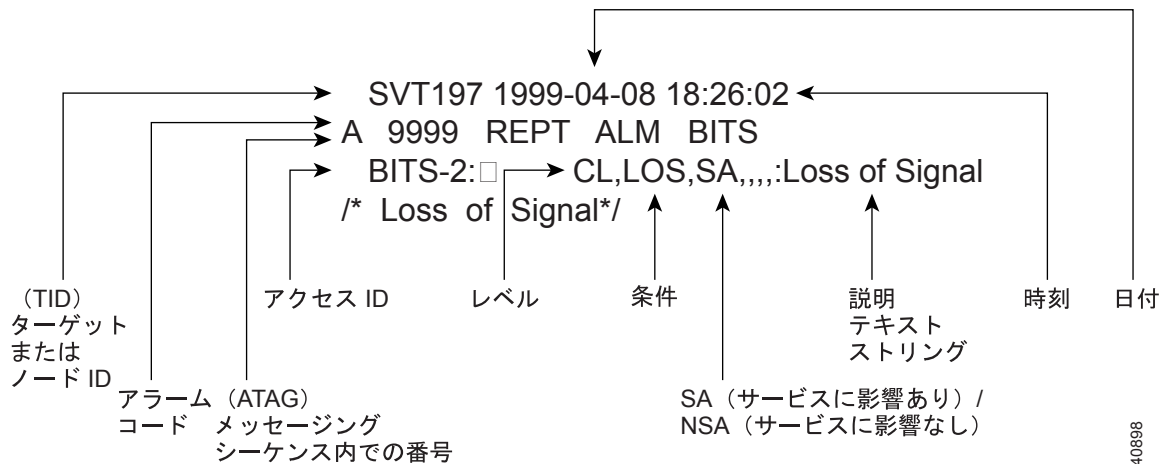 SVT197 1999-04-08 18:26:02
A 9999 REPT ALM BITS
BITS-2:□ CL,LOS,SA,,,,:Loss of Signal
/* Loss of Signal*/
(TID)
ターゲット
または
ノード ID
アラーム
コード
(ATAG)
メッセージング
シーケンス内での番号
アクセス ID
レベル
条件
SA（サービスに影響あり）/
NSA（サービスに影響なし）
説明
テキスト
ストリング
時刻
日付
40898